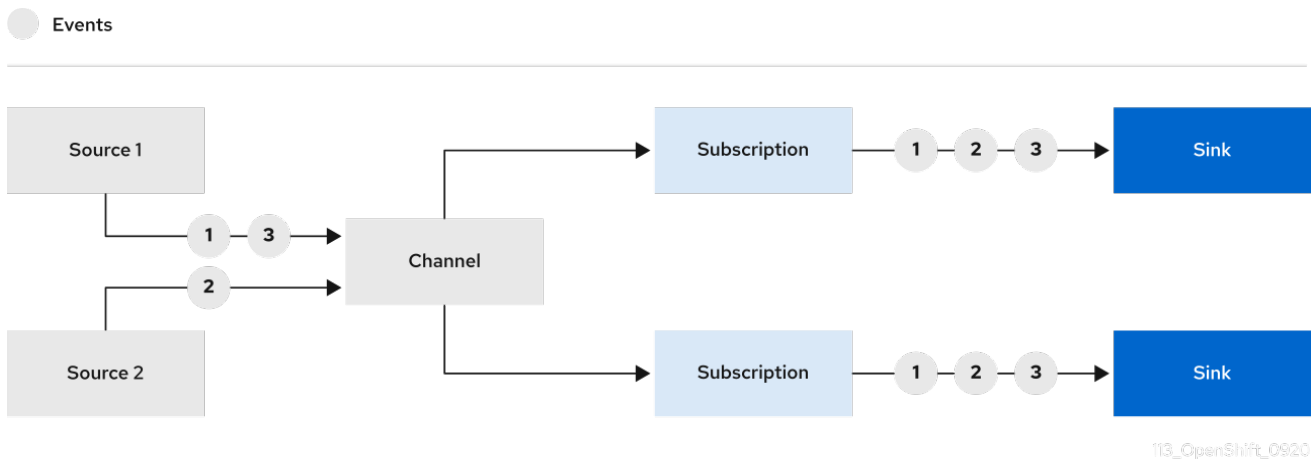 Events
Source 1
Subscription
1 2 3
Sink
1 3
Channel
2
Source 2
Subscription
1 2 3
Sink
113_OpenShift_0920